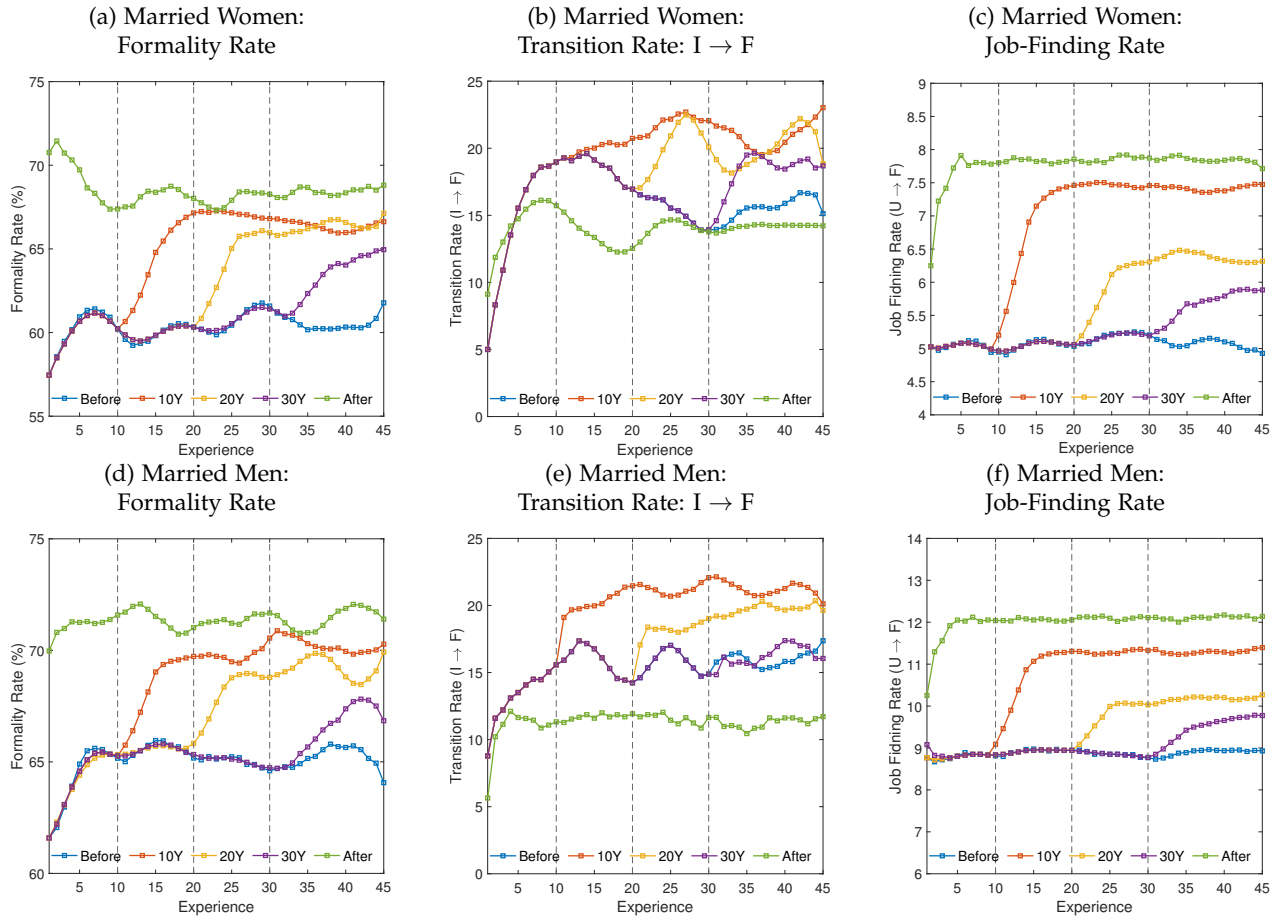 (a) Married Women:
Formality Rate
75
70
65
60
55
Formality Rate (%)
Before 10Y 20Y 30Y After
5 10 15 20 25 30 35 40 45
Experience
(b) Married Women:
Transition Rate: I → F
25
20
15
10
5
0
Transition Rate (I → F)
Before 10Y 20Y 30Y After
5 10 15 20 25 30 35 40 45
Experience
(c) Married Women:
Job-Finding Rate
9
8.5
8
7.5
7
6.5
6
5.5
5
4.5
4
Job Fidning Rate (U → F)
Before 10Y 20Y 30Y After
5 10 15 20 25 30 35 40 45
Experience
(d) Married Men:
Formality Rate
75
70
65
60
Formality Rate (%)
Before 10Y 20Y 30Y After
5 10 15 20 25 30 35 40 45
Experience
(e) Married Men:
Transition Rate: I → F
25
20
15
10
5
0
Transition Rate (I → F)
Before 10Y 20Y 30Y After
5 10 15 20 25 30 35 40 45
Experience
(f) Married Men:
Job-Finding Rate
14
13
12
11
10
9
8
7
6
Job Fidning Rate (U → F)
Before 10Y 20Y 30Y After
5 10 15 20 25 30 35 40 45
Experience